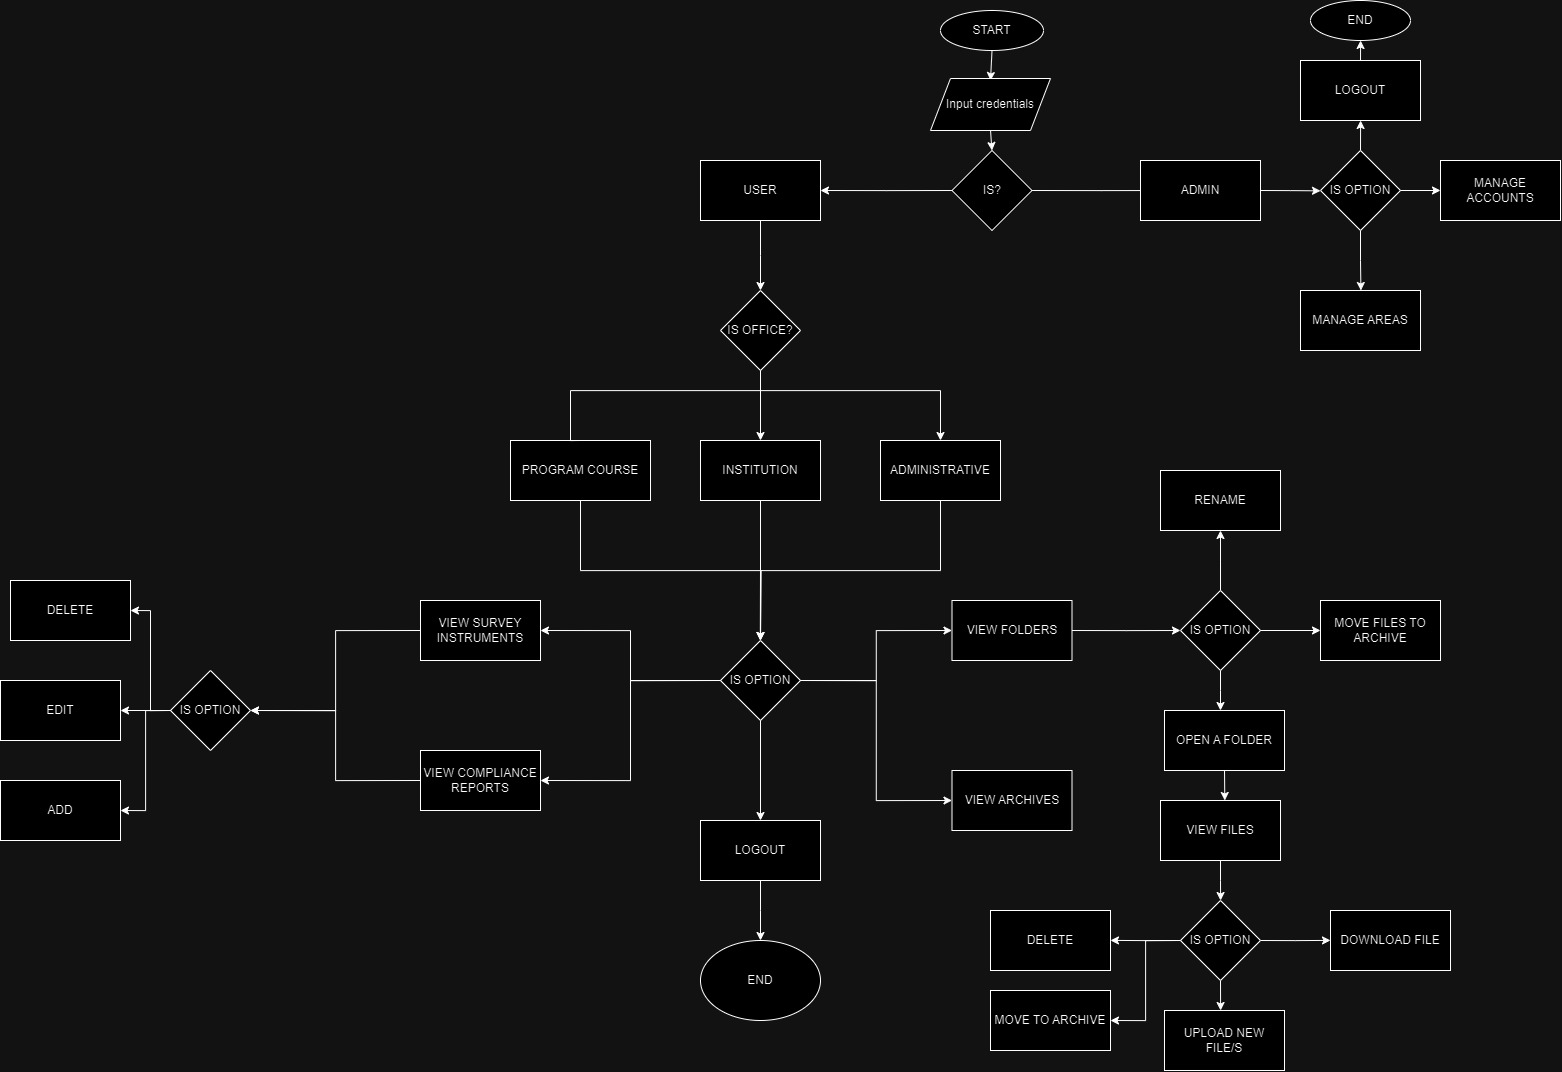 START
END
Input credentials
LOGOUT
USER
IS?
ADMIN
IS OPTION
MANAGE
ACCOUNTS
IS OFFICE?
MANAGE AREAS
PROGRAM COURSE
INSTITUTION
ADMINISTRATIVE
RENAME
DELETE
VIEW SURVEY
INSTRUMENTS
VIEW FOLDERS
IS OPTION
MOVE FILES TO
ARCHIVE
EDIT
IS OPTION
IS OPTION
OPEN A FOLDER
VIEW COMPLIANCE
REPORTS
VIEW ARCHIVES
ADD
VIEW FILES
LOGOUT
DELETE
IS OPTION
DOWNLOAD FILE
END
MOVE TO ARCHIVE
UPLOAD NEW
FILE/S